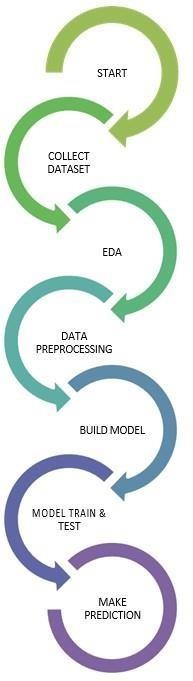 START
COLLECT
DATASET
EDA
DATA
PREPROCESSING
BUILD MODEL
MODEL TRAIN &
TEST
MAKE
PREDICTION